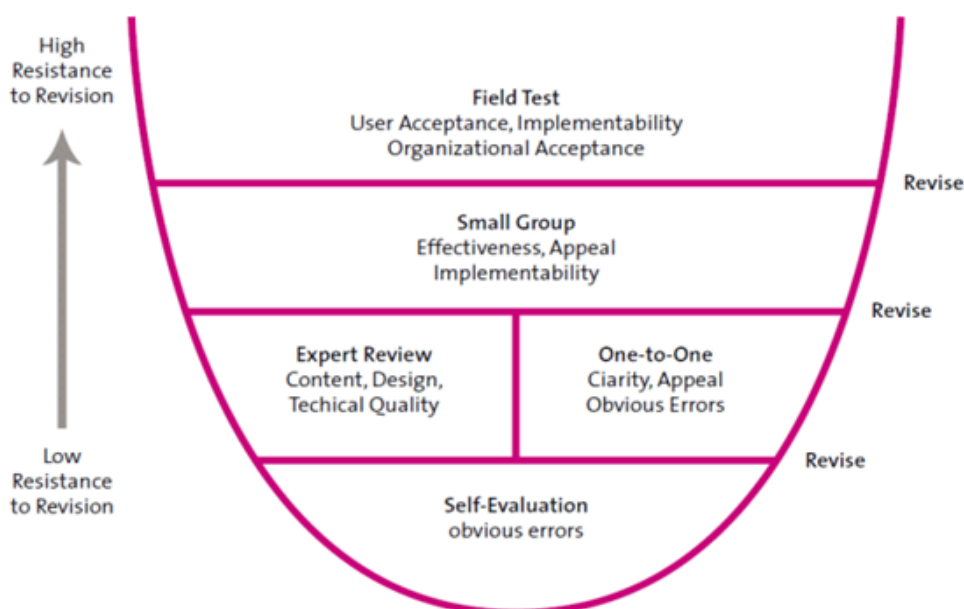 High
Resistance
to Revision
Field Test
User Acceptance, Implementability
Organizational Acceptance
Revise
Small Group
Effectiveness, Appeal
Implementability
Revise
Expert Review
Content, Design,
Techical Quality
One-to-One
Ciarity, Appeal
Obvious Errors
Revise
Low
Resistance
to Revision
Self-Evaluation
obvious errors